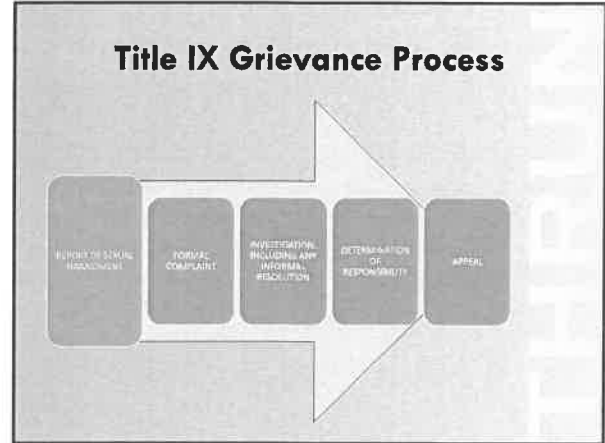 Title IX Grievance Process
REPORT OF SEXUAL
HARASSMENT
FORMAL
COMPLAINT
INVESTIGATION,
INCLUDING ANY
INFORMAL
RESOLUTION
DETERMINATION
OF
RESPONSIBILITY
APPEAL
THRUN